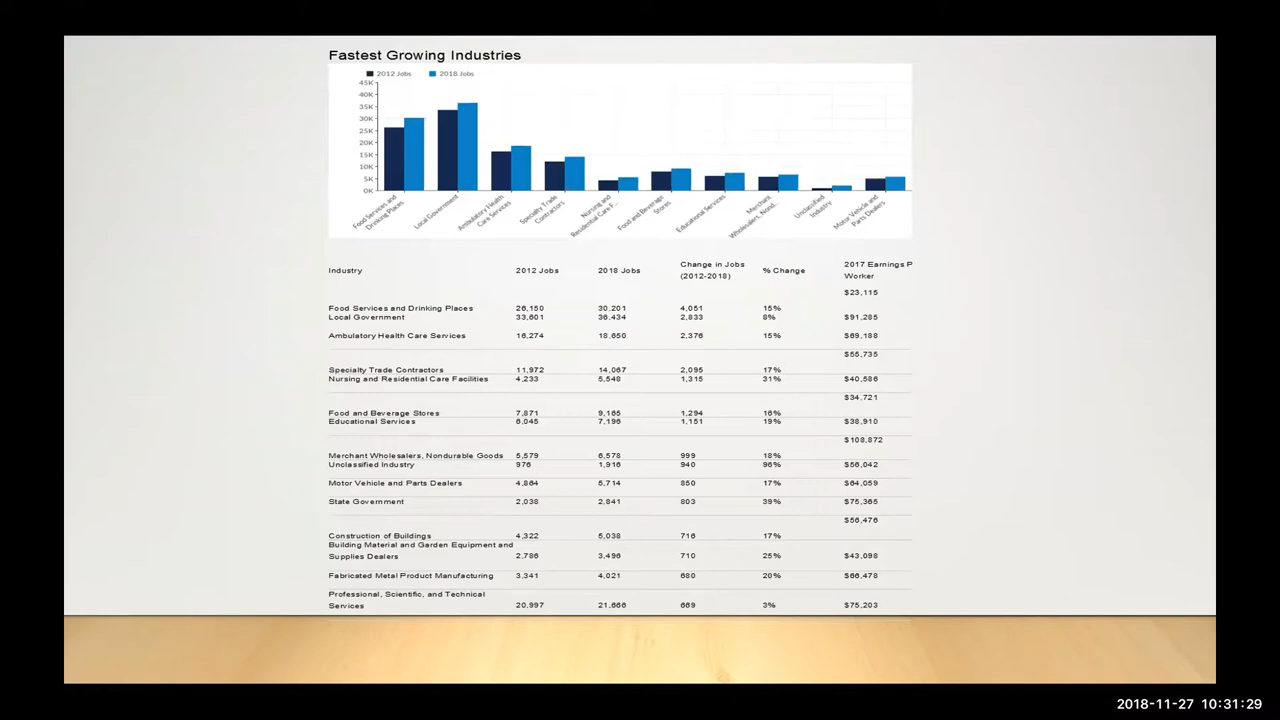 Fastest Growing Industries
2012 Jobs 2018 Jobs
45K
40K
35K
30K
25K
20K
15K
10K
5K
0K
Food Services and Drinking Places
Local Government
Ambulatory Health Care Services
Specialty Trade Contractors
Nursing and Residential Care F...
Food and Beverage Stores
Educational Services
Merchant Wholesalers, Nond...
Unclassified Industry
Motor Vehicle and Parts Dealers
Industry 2012 Jobs 2018 Jobs Change in Jobs (2012-2018) % Change 2017 Earnings P Worker
$23,115
Food Services and Drinking Places 26,150 30,201 4,051 15%
Local Government 33,601 36,434 2,833 8% $91,285
Ambulatory Health Care Services 16,274 18,650 2,376 15% $69,188
$55,735
Specialty Trade Contractors 11,972 14,067 2,095 17%
Nursing and Residential Care Facilities 4,233 5,548 1,315 31% $40,586
$34,721
Food and Beverage Stores 7,871 9,165 1,294 16%
Educational Services 6,045 7,196 1,151 19% $38,910
$108,872
Merchant Wholesalers, Nondurable Goods 5,579 6,578 999 18%
Unclassified Industry 976 1,916 940 96% $56,042
Motor Vehicle and Parts Dealers 4,864 5,714 850 17% $64,059
State Government 2,038 2,841 803 39% $75,365
$56,476
Construction of Buildings 4,322 5,038 716 17%
Building Material and Garden Equipment and
Supplies Dealers 2,786 3,496 710 25% $43,098
Fabricated Metal Product Manufacturing 3,341 4,021 680 20% $66,478
Professional, Scientific, and Technical
Services 20,997 21,666 669 3% $75,203
2018-11-27 10:31:29